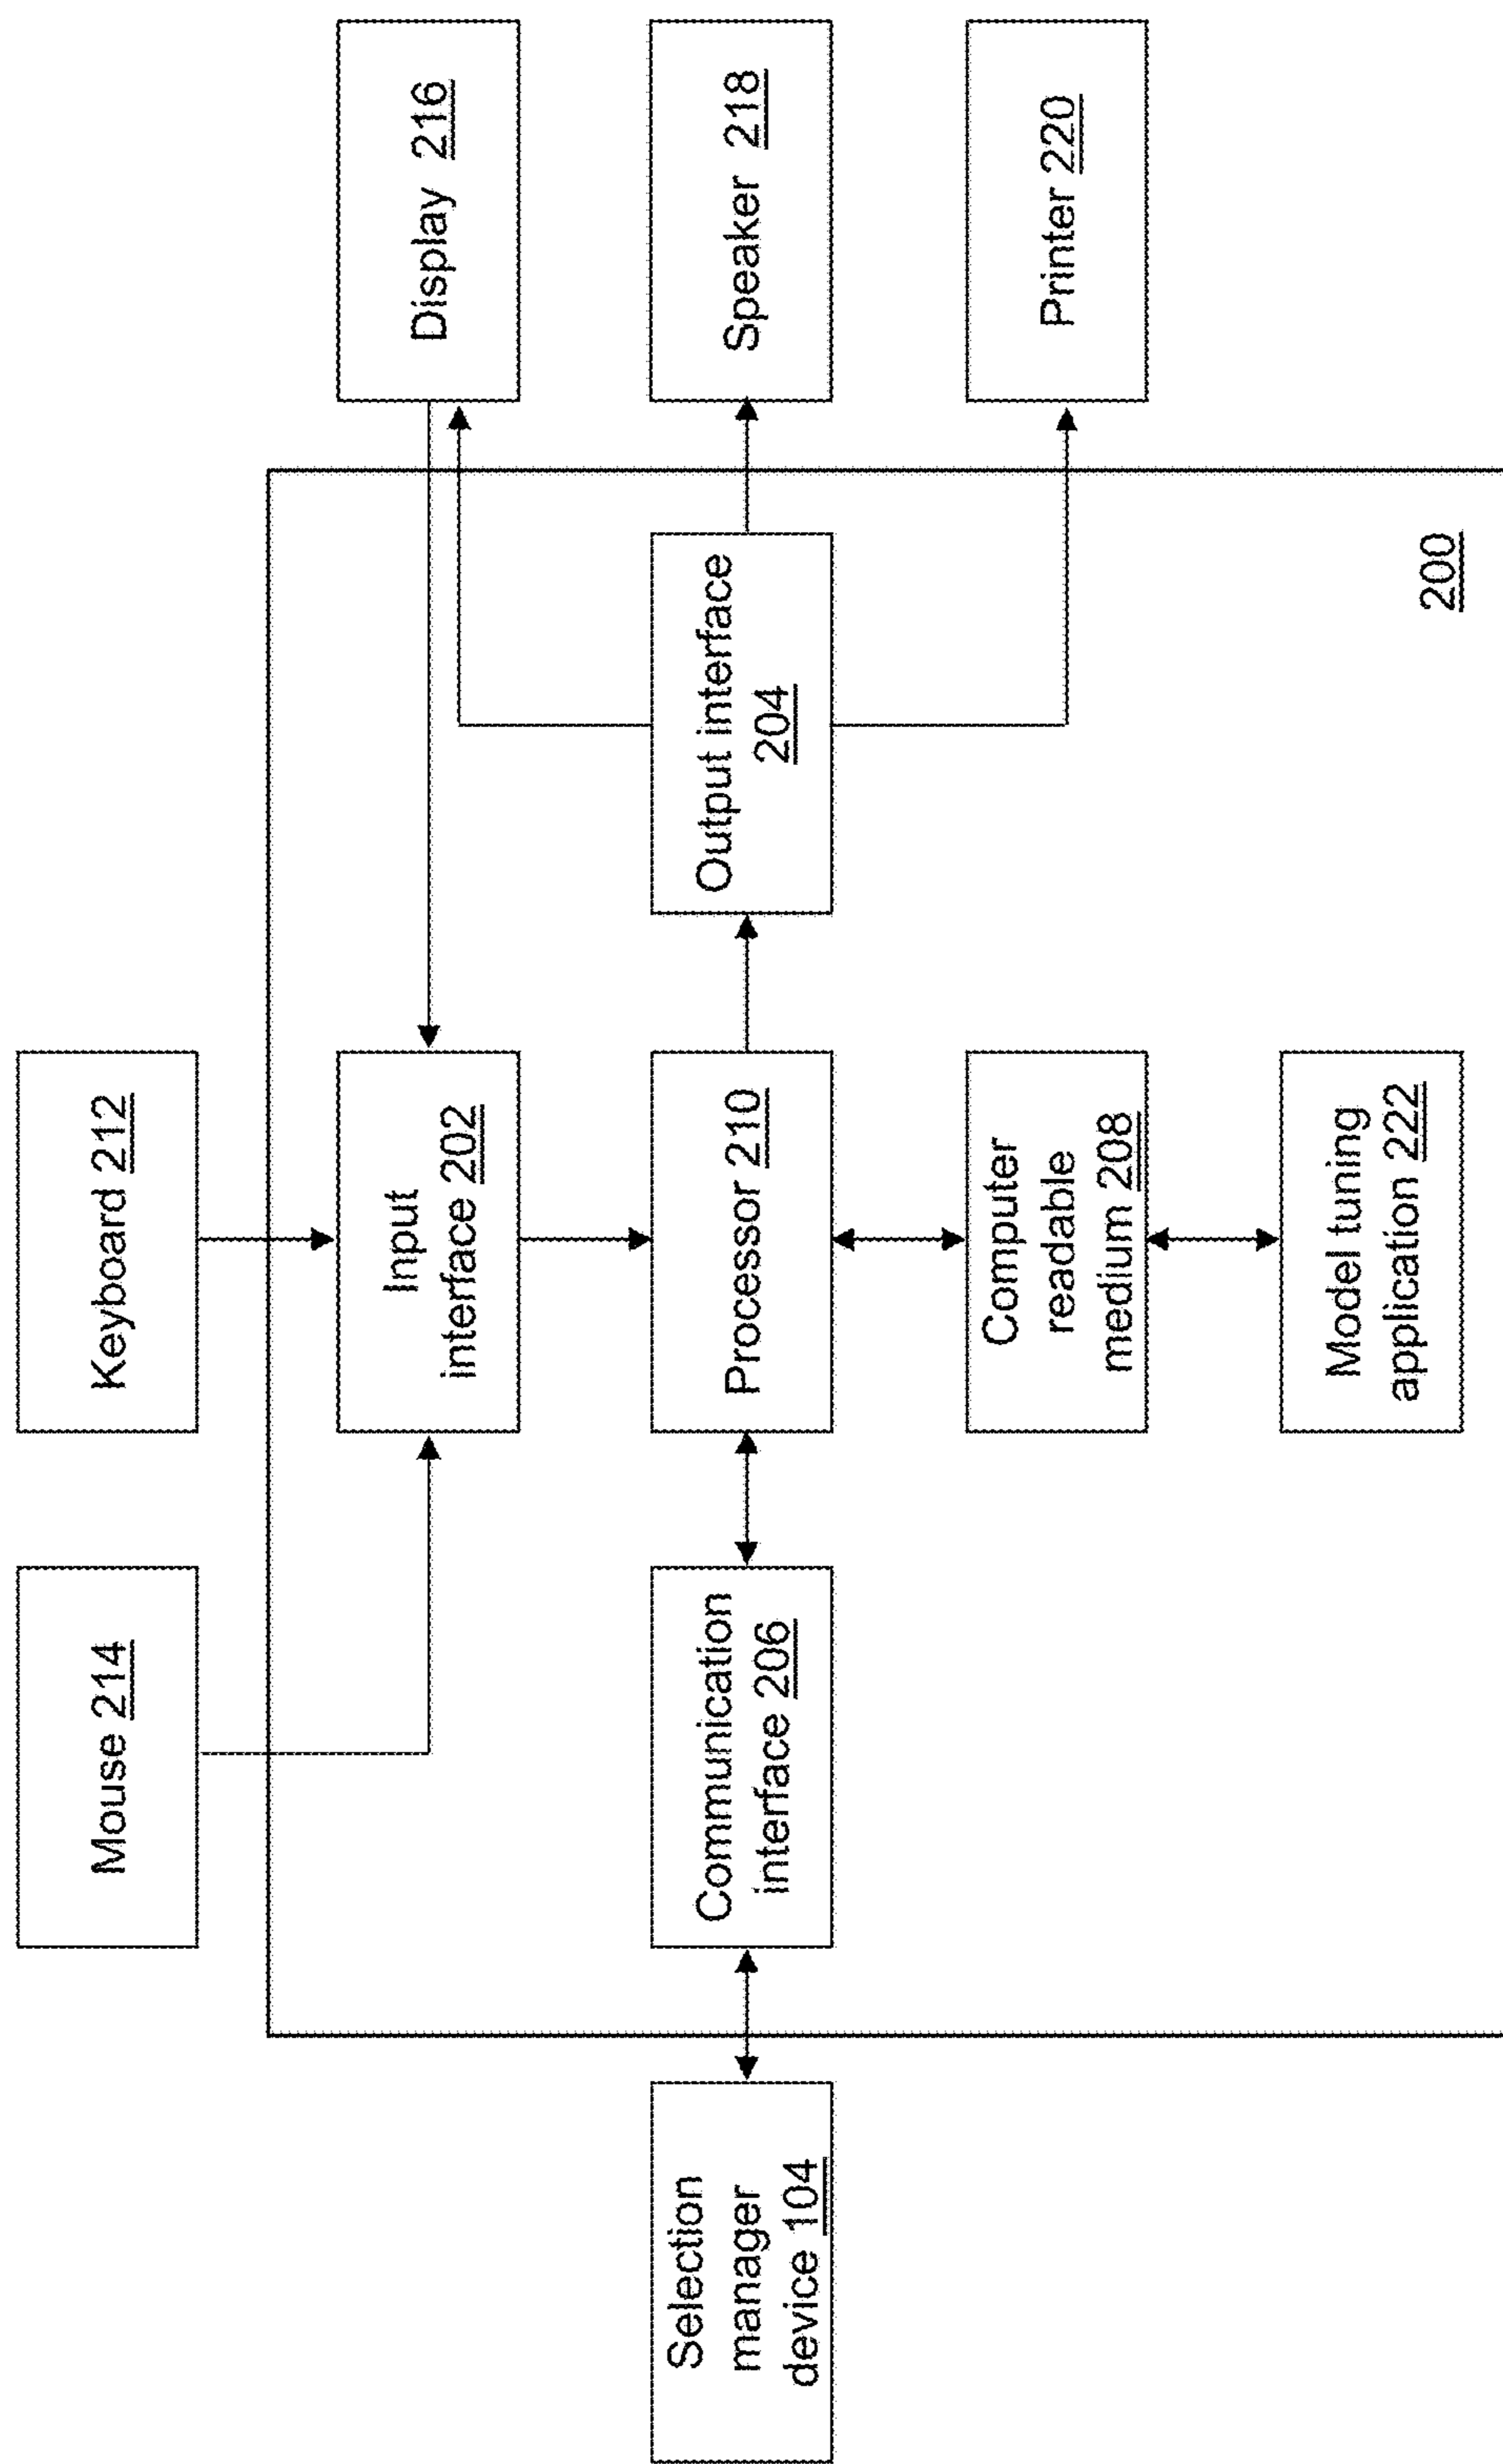 Mouse 214
Keyboard 212
Display 216
Input
interface 202
Selection
manager
device 104
Communication
interface 206
Processor 210
Output interface
204
Speaker 218
Computer
readable
medium 208
Printer 220
Model tuning
application 222
200